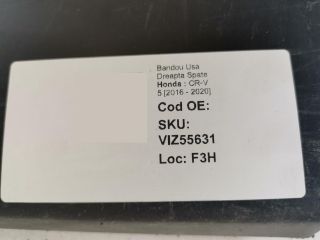 Bandou Usa
Dreapta Spate
Honda : CR-V
5 [2016 - 2020]
Cod OE:
SKU:
VIZ55631
Loc: F3H